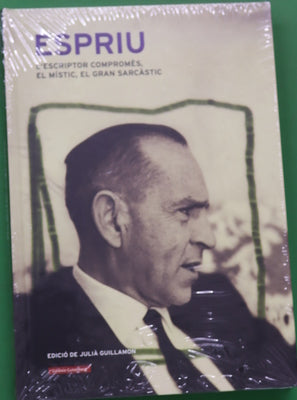 ESPRIU
L'ESCRIPTOR COMPROMÈS,
EL MÍSTIC, EL GRAN SARCÀSTIC
EDICIÓ DE JULIÀ GUILLAMON